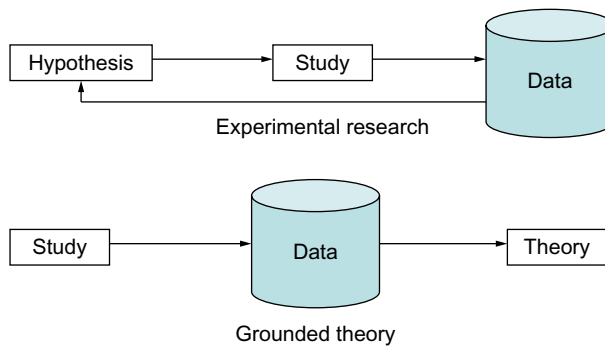 Hypothesis
Study
Data
Experimental research
Study
Data
Theory
Grounded theory